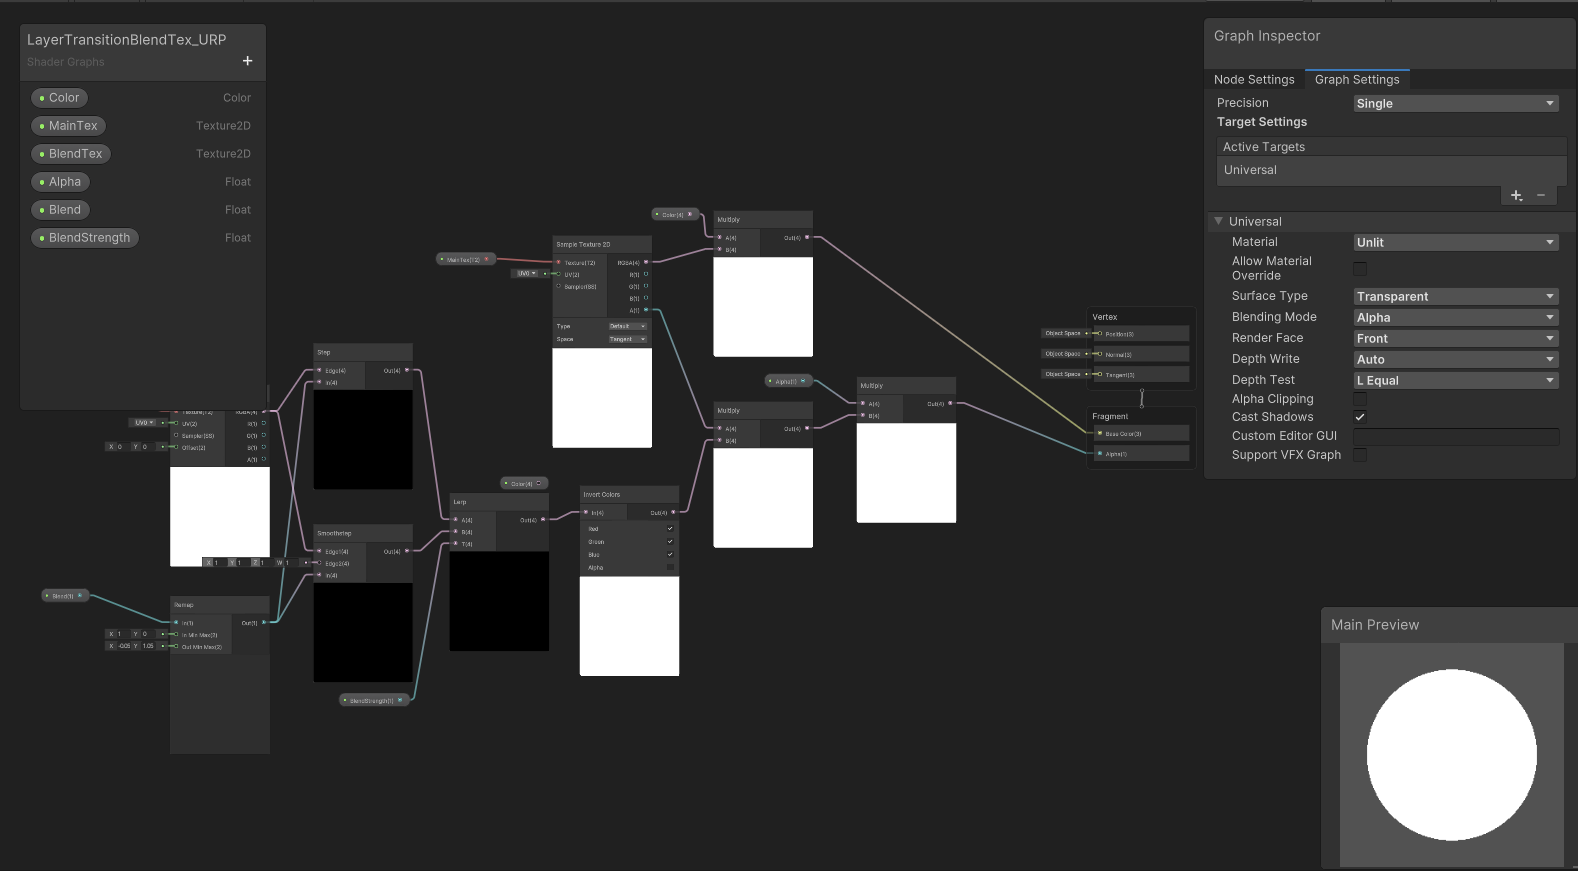 LayerTransitionBlendTex_URP
Shader Graphs
+
Color Color
MainTex Texture2D
BlendTex Texture2D
Alpha Float
Blend Float
BlendStrength Float
Texture(T2) RGBA(4)
UV0 UV(2) R(1)
Sampler(SS) G(1)
X 0 Y 0 Offset(2) B(1)
A(1)
Blend(1)
Remap
In(1) Out(1)
X 1 Y 0 In Min Max(2)
X -0.05 Y 1.05 Out Min Max(2)
Step
Edge(4) Out(4)
In(4)
Smoothstep
Edge1(4) Out(4)
X 1 Y 1 Z 1 W 1 Edge2(4)
In(4)
BlendStrength(1)
MainTex(T2)
Sample Texture 2D
Texture(T2) RGBA(4)
UV0 UV(2) R(1)
Sampler(SS) G(1)
B(1)
A(1)
Type Default
Space Tangent
Color(4)
Lerp
A(4) Out(4)
B(4)
T(4)
Invert Colors
In(4) Out(4)
Red
Green
Blue
Alpha
Color(4)
Multiply
A(4) Out(4)
B(4)
Multiply
A(4) Out(4)
B(4)
Alpha(1)
Multiply
A(4) Out(4)
B(4)
Vertex
Object Space Position(3)
Object Space Normal(3)
Object Space Tangent(3)
Fragment
Base Color(3)
Alpha(1)
Graph Inspector
Node Settings Graph Settings
Precision Single
Target Settings
Active Targets
Universal
+ −
Universal
Material Unlit
Allow Material
Override
Surface Type Transparent
Blending Mode Alpha
Render Face Front
Depth Write Auto
Depth Test L Equal
Alpha Clipping
Cast Shadows
Custom Editor GUI
Support VFX Graph
Main Preview